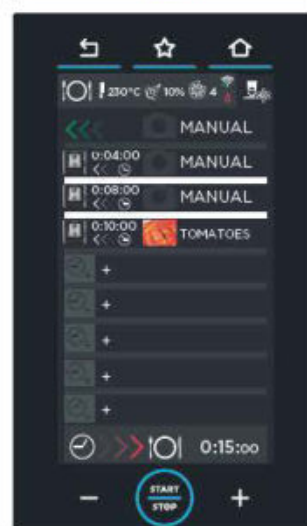 230°C 10% 4
MANUAL
0:04:00 MANUAL
0:08:00 MANUAL
0:10:00 TOMATOES
+
+
+
+
0:15:00
− START STOP +